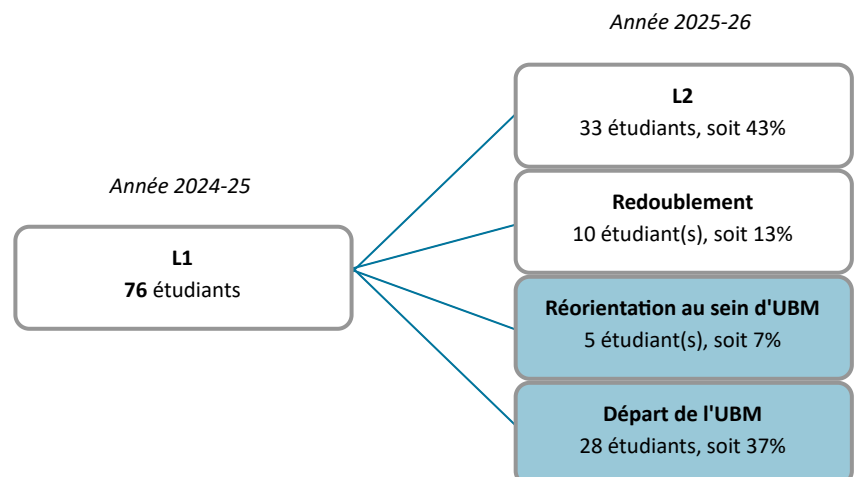 Année 2025-26
L2
33 étudiants, soit 43%
Année 2024-25
Redoublement
10 étudiant(s), soit 13%
L1
76 étudiants
Réorientation au sein d'UBM
5 étudiant(s), soit 7%
Départ de l'UBM
28 étudiants, soit 37%